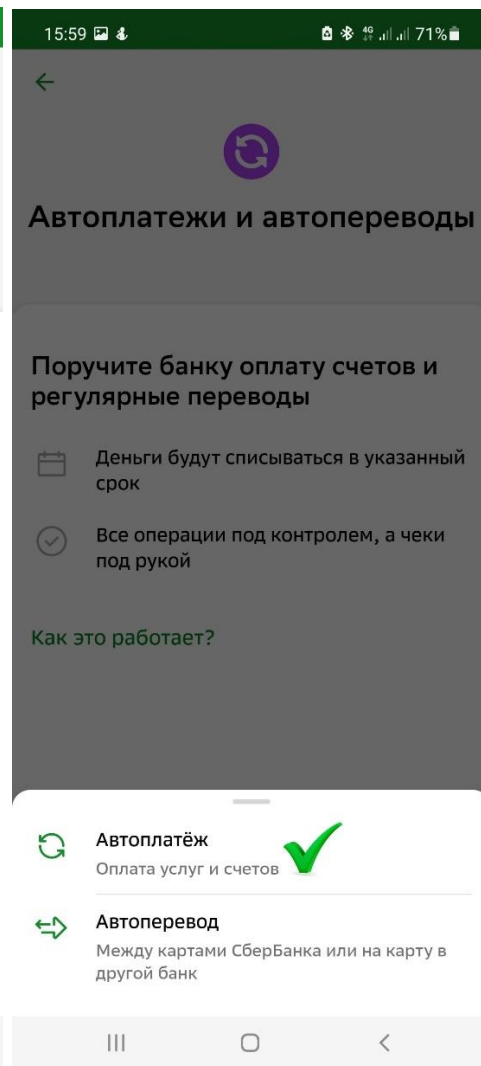 15:59
4G
71%
Автоплатежи и автопереводы
Поручите банку оплату счетов и
регулярные переводы
Деньги будут списываться в указанный
срок
Все операции под контролем, а чеки
под рукой
Как это работает?
Автоплатёж
Оплата услуг и счетов
Автоперевод
Между картами СберБанка или на карту в
другой банк